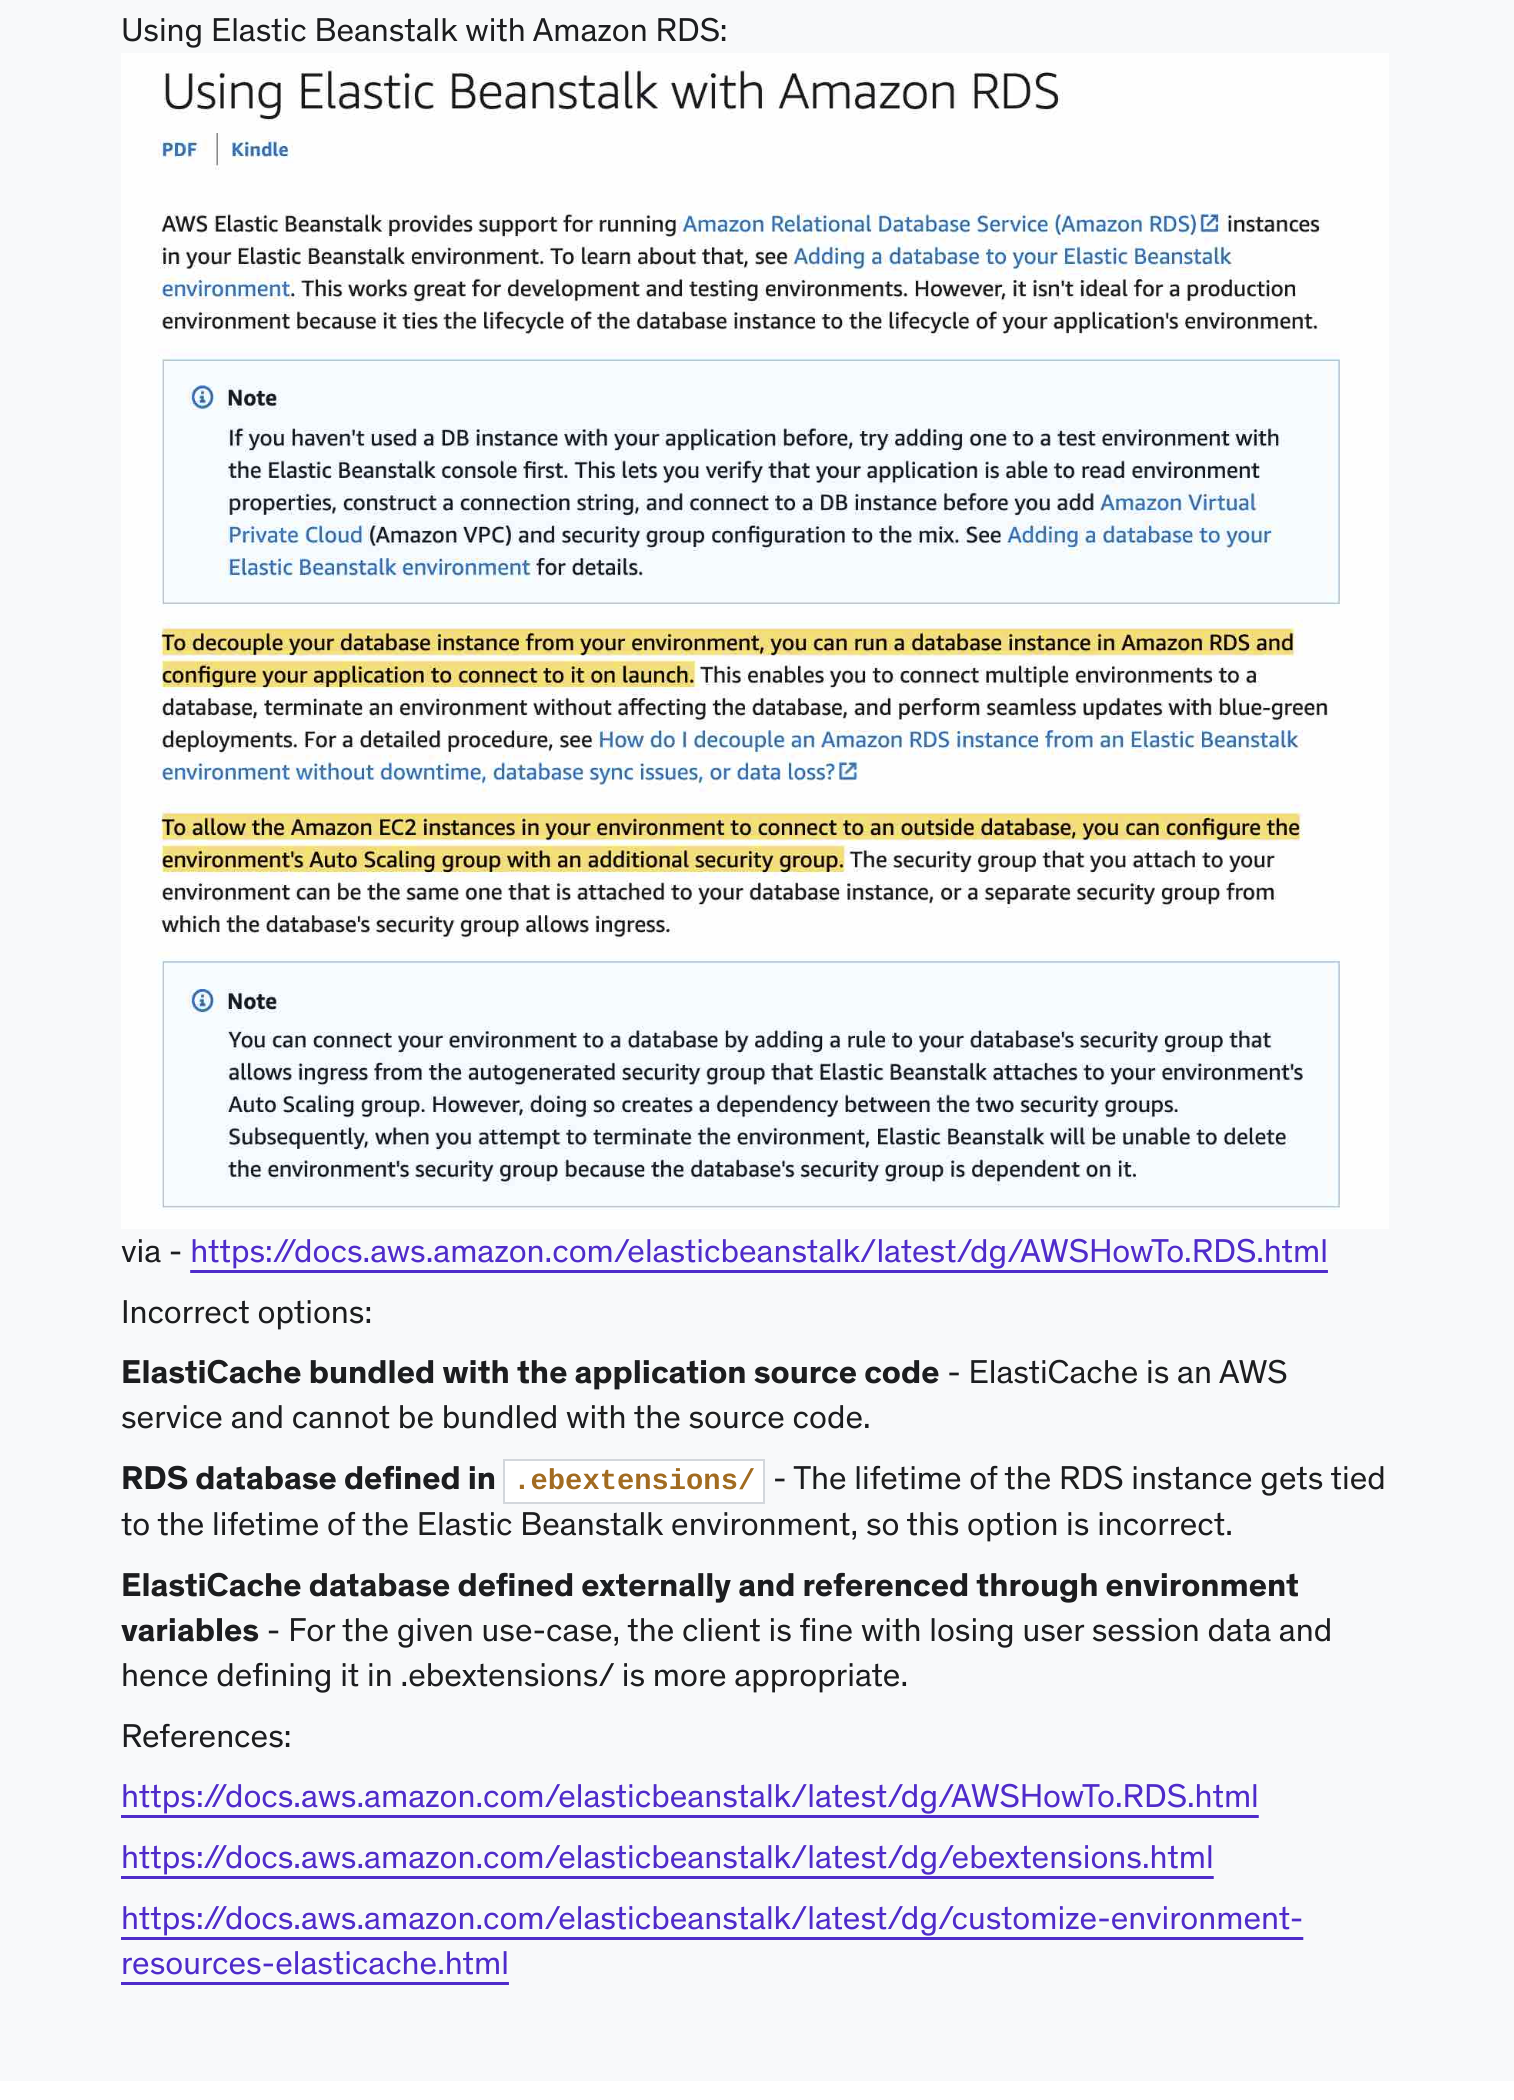 Using Elastic Beanstalk with Amazon RDS:
Using Elastic Beanstalk with Amazon RDS
PDF | Kindle
AWS Elastic Beanstalk provides support for running Amazon Relational Database Service (Amazon RDS) instances
in your Elastic Beanstalk environment. To learn about that, see Adding a database to your Elastic Beanstalk
environment. This works great for development and testing environments. However, it isn't ideal for a production
environment because it ties the lifecycle of the database instance to the lifecycle of your application's environment.
Note
If you haven't used a DB instance with your application before, try adding one to a test environment with
the Elastic Beanstalk console first. This lets you verify that your application is able to read environment
properties, construct a connection string, and connect to a DB instance before you add Amazon Virtual
Private Cloud (Amazon VPC) and security group configuration to the mix. See Adding a database to your
Elastic Beanstalk environment for details.
To decouple your database instance from your environment, you can run a database instance in Amazon RDS and
configure your application to connect to it on launch. This enables you to connect multiple environments to a
database, terminate an environment without affecting the database, and perform seamless updates with blue-green
deployments. For a detailed procedure, see How do I decouple an Amazon RDS instance from an Elastic Beanstalk
environment without downtime, database sync issues, or data loss?
To allow the Amazon EC2 instances in your environment to connect to an outside database, you can configure the
environment's Auto Scaling group with an additional security group. The security group that you attach to your
environment can be the same one that is attached to your database instance, or a separate security group from
which the database's security group allows ingress.
Note
You can connect your environment to a database by adding a rule to your database's security group that
allows ingress from the autogenerated security group that Elastic Beanstalk attaches to your environment's
Auto Scaling group. However, doing so creates a dependency between the two security groups.
Subsequently, when you attempt to terminate the environment, Elastic Beanstalk will be unable to delete
the environment's security group because the database's security group is dependent on it.
via - https://docs.aws.amazon.com/elasticbeanstalk/latest/dg/AWSHowTo.RDS.html
Incorrect options:
ElastiCache bundled with the application source code - ElastiCache is an AWS
service and cannot be bundled with the source code.
RDS database defined in .ebextensions/ - The lifetime of the RDS instance gets tied
to the lifetime of the Elastic Beanstalk environment, so this option is incorrect.
ElastiCache database defined externally and referenced through environment
variables - For the given use-case, the client is fine with losing user session data and
hence defining it in .ebextensions/ is more appropriate.
References:
https://docs.aws.amazon.com/elasticbeanstalk/latest/dg/AWSHowTo.RDS.html
https://docs.aws.amazon.com/elasticbeanstalk/latest/dg/ebextensions.html
https://docs.aws.amazon.com/elasticbeanstalk/latest/dg/customize-environment-
resources-elasticache.html